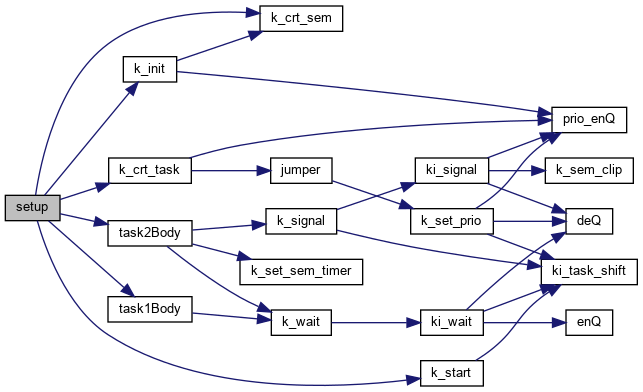 k_crt_sem
k_init
prio_enQ
k_crt_task
jumper
ki_signal
k_sem_clip
setup
k_signal
k_set_prio
deQ
task2Body
k_set_sem_timer
ki_task_shift
task1Body
k_wait
ki_wait
enQ
k_start